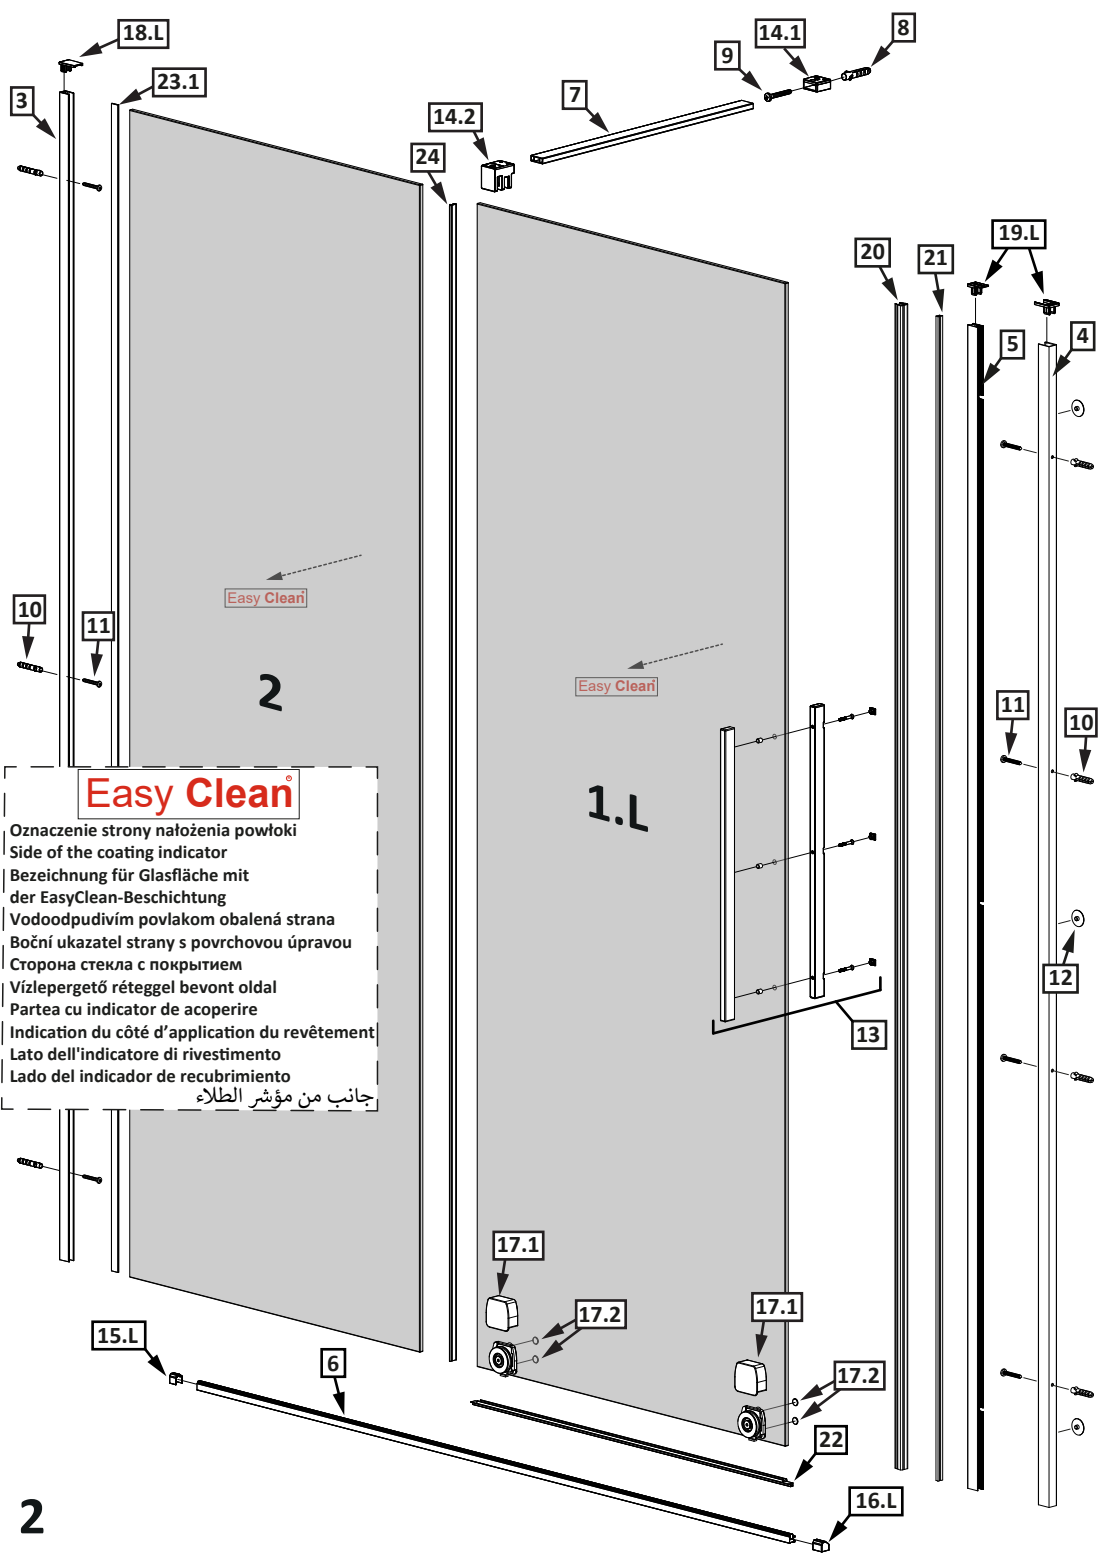 18.L
8
14.1
9
23.1
3
7
14.2
24
19.L
20
21
5
4
Easy Clean
10
11
2
Easy Clean
11
10
1.L
Easy Clean®
Oznaczenie strony nałożenia powłoki
Side of the coating indicator
Bezeichnung für Glasfläche mit
der EasyClean-Beschichtung
Vodoodpudivím povlakom obalená strana
Boční ukazatel strany s povrchovou úpravou
Сторона стекла с покрытием
Vízlepergető réteggel bevont oldal
Partea cu indicator de acoperire
Indication du côté d'application du revêtement
Lato dell'indicatore di rivestimento
Lado del indicador de recubrimiento
جانب من مؤشر الطلاء
12
13
17.1
17.1
17.2
15.L
6
17.2
22
16.L
2